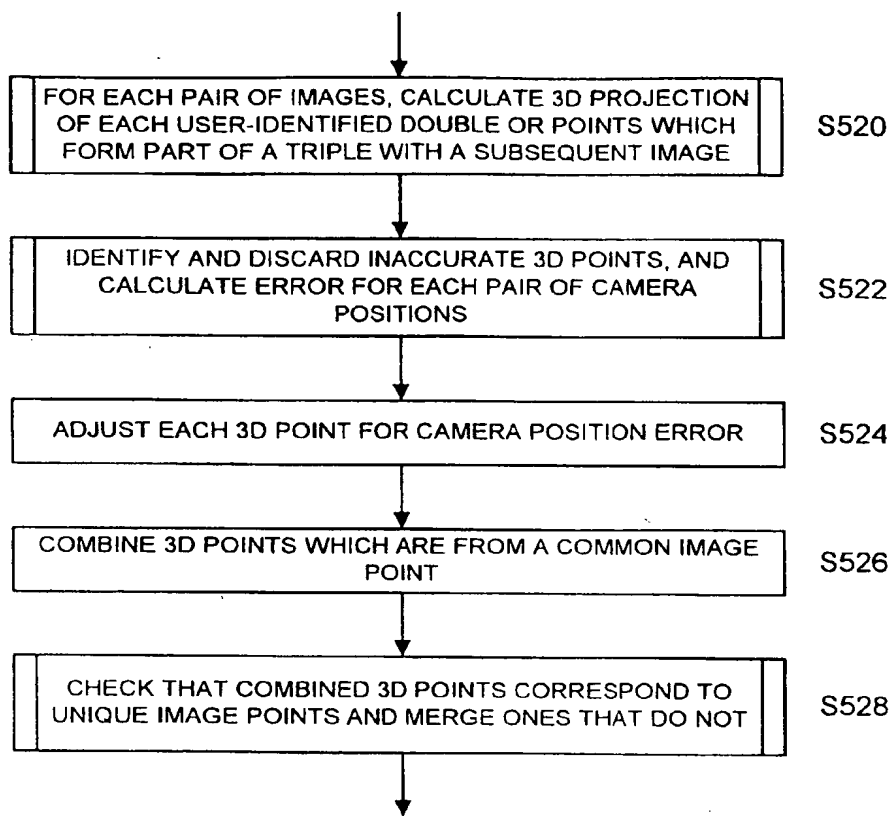 FOR EACH PAIR OF IMAGES, CALCULATE 3D PROJECTION
OF EACH USER-IDENTIFIED DOUBLE OR POINTS WHICH
FORM PART OF A TRIPLE WITH A SUBSEQUENT IMAGE
S520
IDENTIFY AND DISCARD INACCURATE 3D POINTS, AND
CALCULATE ERROR FOR EACH PAIR OF CAMERA
POSITIONS
S522
ADJUST EACH 3D POINT FOR CAMERA POSITION ERROR
S524
COMBINE 3D POINTS WHICH ARE FROM A COMMON IMAGE
POINT
S526
CHECK THAT COMBINED 3D POINTS CORRESPOND TO
UNIQUE IMAGE POINTS AND MERGE ONES THAT DO NOT
S528